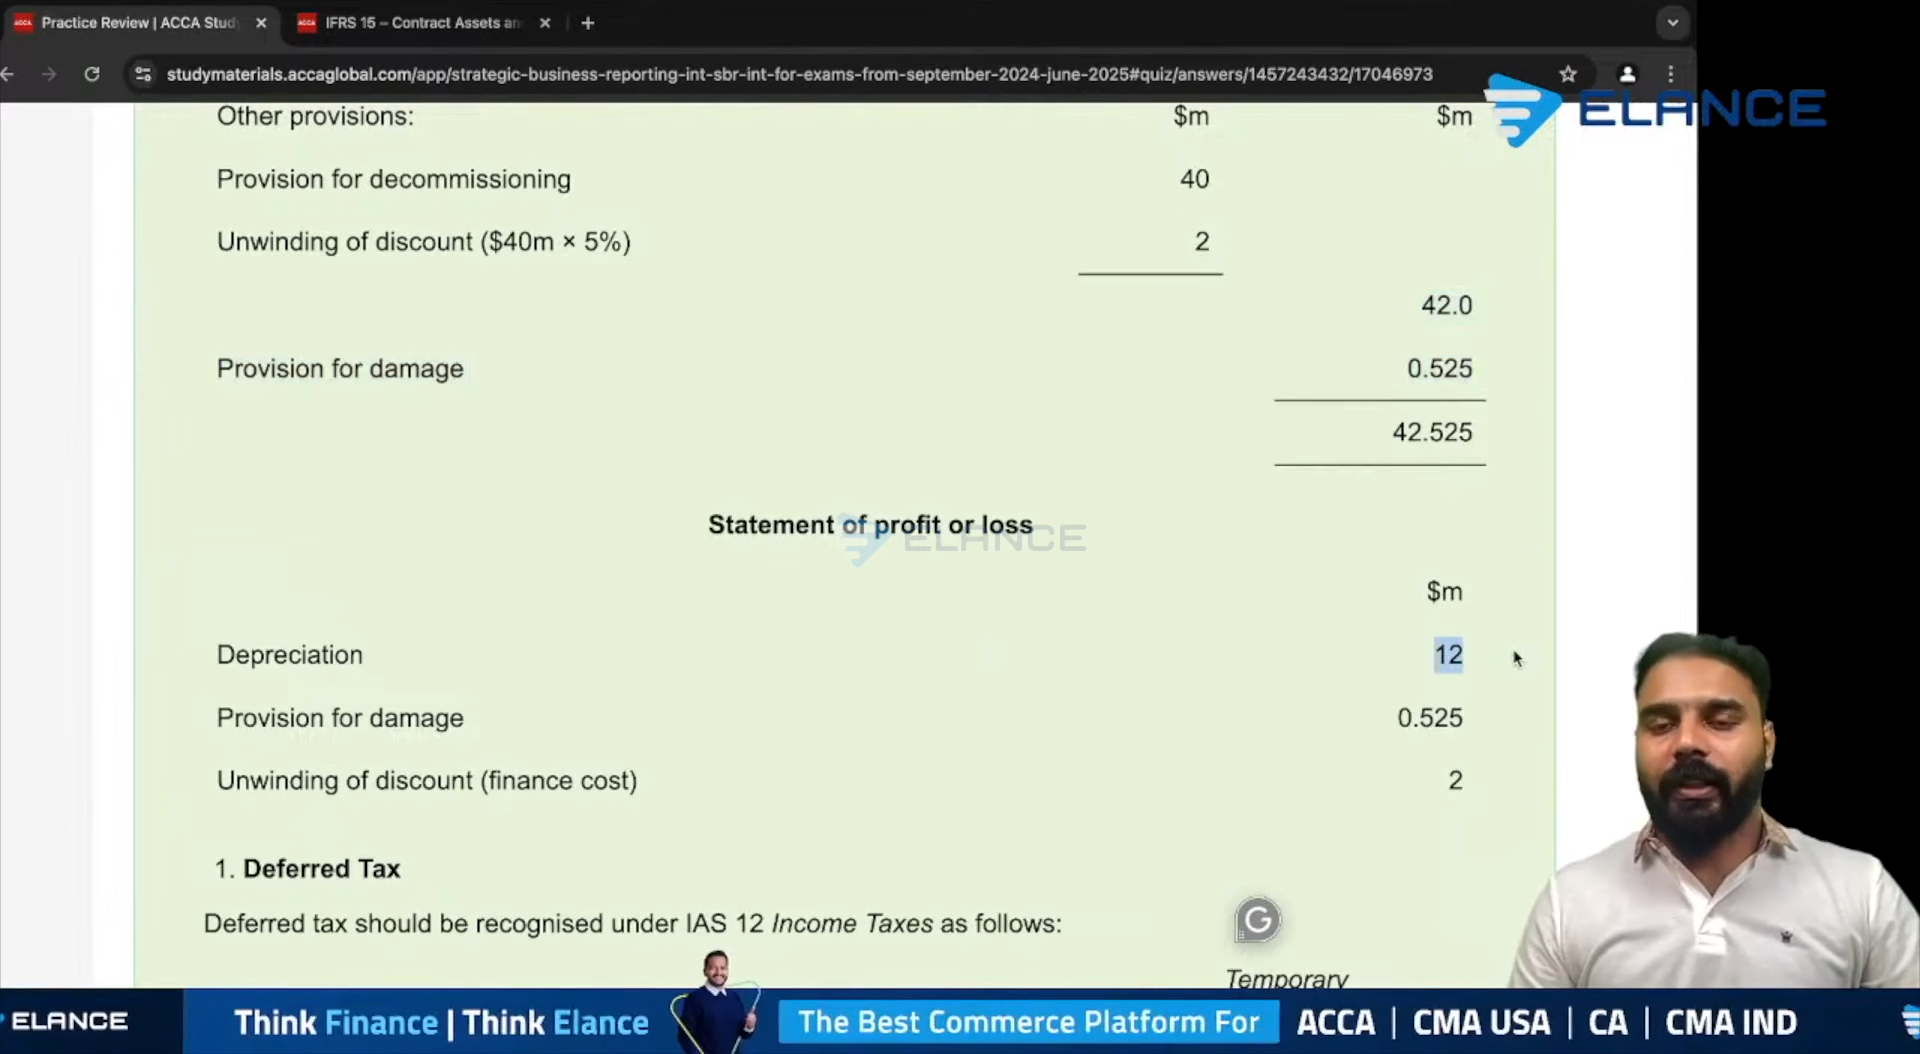 Practice Review | ACCA Stud
IFRS 15 – Contract Assets an
studymaterials.accaglobal.com/app/strategic-business-reporting-int-sbr-int-for-exams-from-september-2024-june-2025#quiz/answers/1457243432/17046973
ELANCE
Other provisions: $m $m
Provision for decommissioning 40
Unwinding of discount ($40m × 5%) 2
42.0
Provision for damage 0.525
42.525
Statement of profit or loss
ELANCE
$m
Depreciation 12
Provision for damage 0.525
Unwinding of discount (finance cost) 2
1. Deferred Tax
Deferred tax should be recognised under IAS 12 Income Taxes as follows:
G
Temporary
ELANCE Think Finance | Think Elance The Best Commerce Platform For ACCA | CMA USA | CA | CMA IND